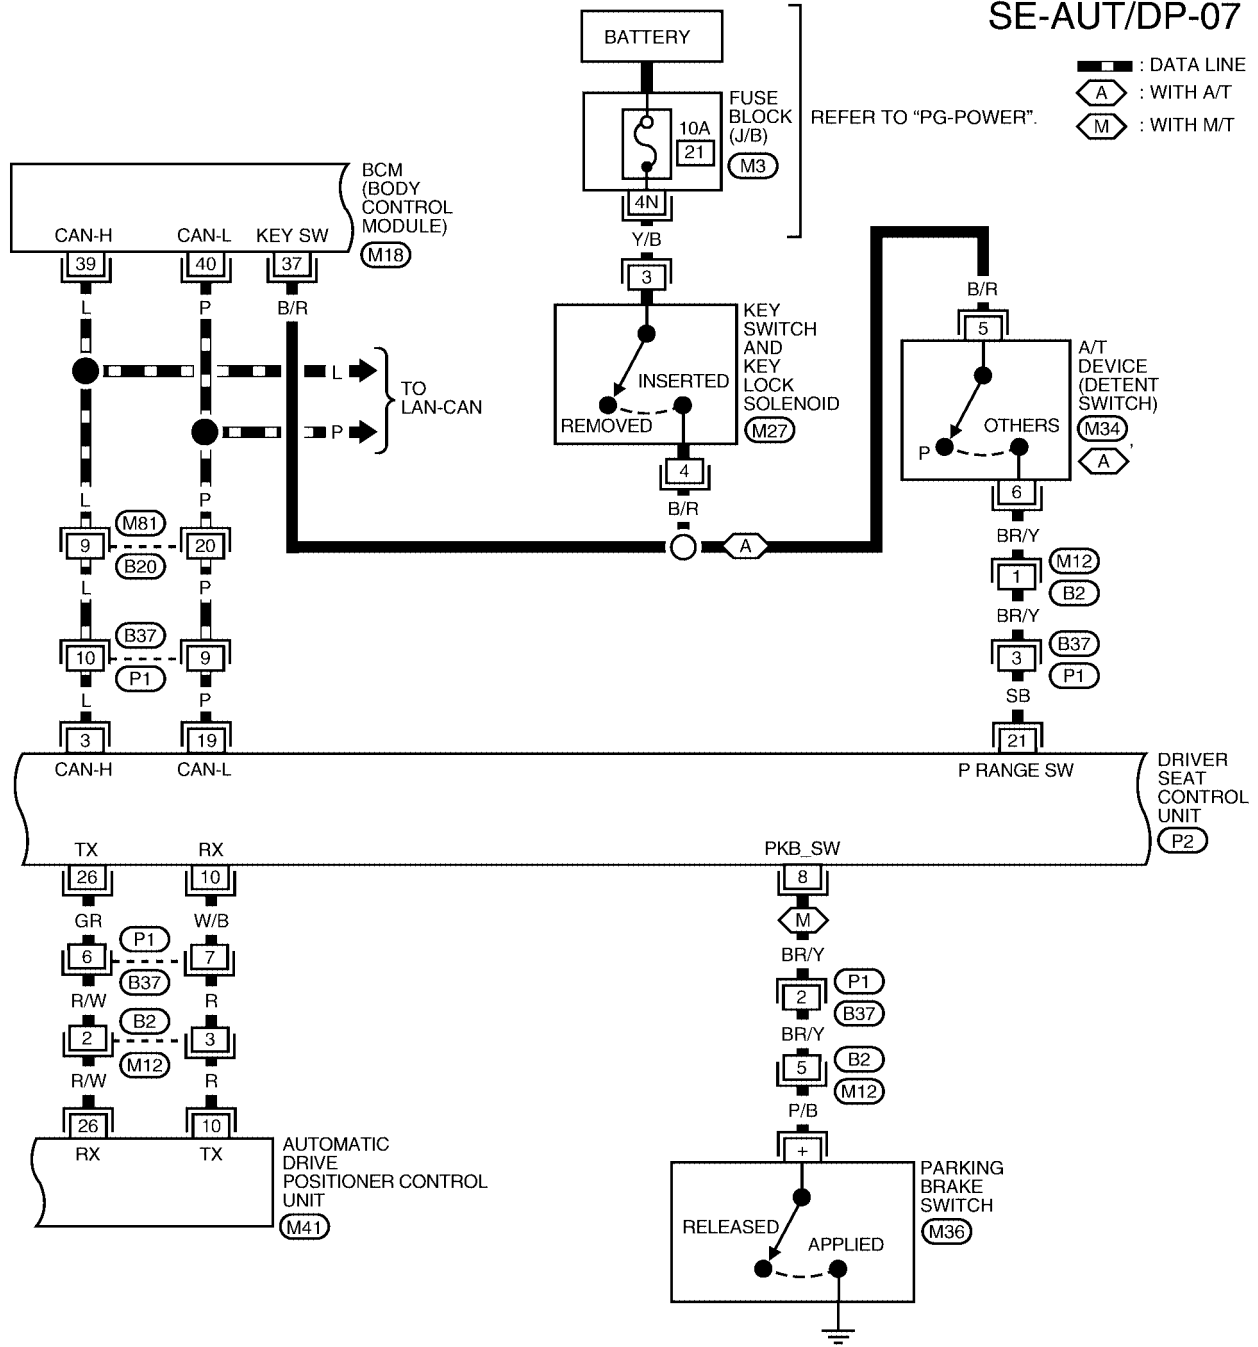 SE-AUT/DP-07
: DATA LINE
A : WITH A/T
M : WITH M/T
BATTERY
FUSE
BLOCK
(J/B)
M3
10A
21
REFER TO "PG-POWER".
4N
Y/B
3
BCM
(BODY
CONTROL
MODULE)
M18
CAN-H CAN-L KEY SW
39 40 37
L P B/R
L
P
TO
LAN-CAN
KEY
SWITCH
AND
KEY
LOCK
SOLENOID
M27
INSERTED
REMOVED
4
B/R
A
B/R
5
A/T
DEVICE
(DETENT
SWITCH)
M34
A '
OTHERS
P
6
BR/Y
1
M12
B2
BR/Y
3
B37
P1
SB
21
L P
9 M81 20
B20
L P
10 B37 9
P1
L P
3 19
CAN-H CAN-L P RANGE SW
DRIVER
SEAT
CONTROL
UNIT
P2
TX RX PKB_SW
26 10 8
GR W/B M
6 P1 7
B37
R/W R
2 B2 3
M12
R/W R
26 10
RX TX
AUTOMATIC
DRIVE
POSITIONER CONTROL
UNIT
M41
BR/Y
2
P1
B37
BR/Y
5
B2
M12
P/B
+
PARKING
BRAKE
SWITCH
M36
RELEASED
APPLIED